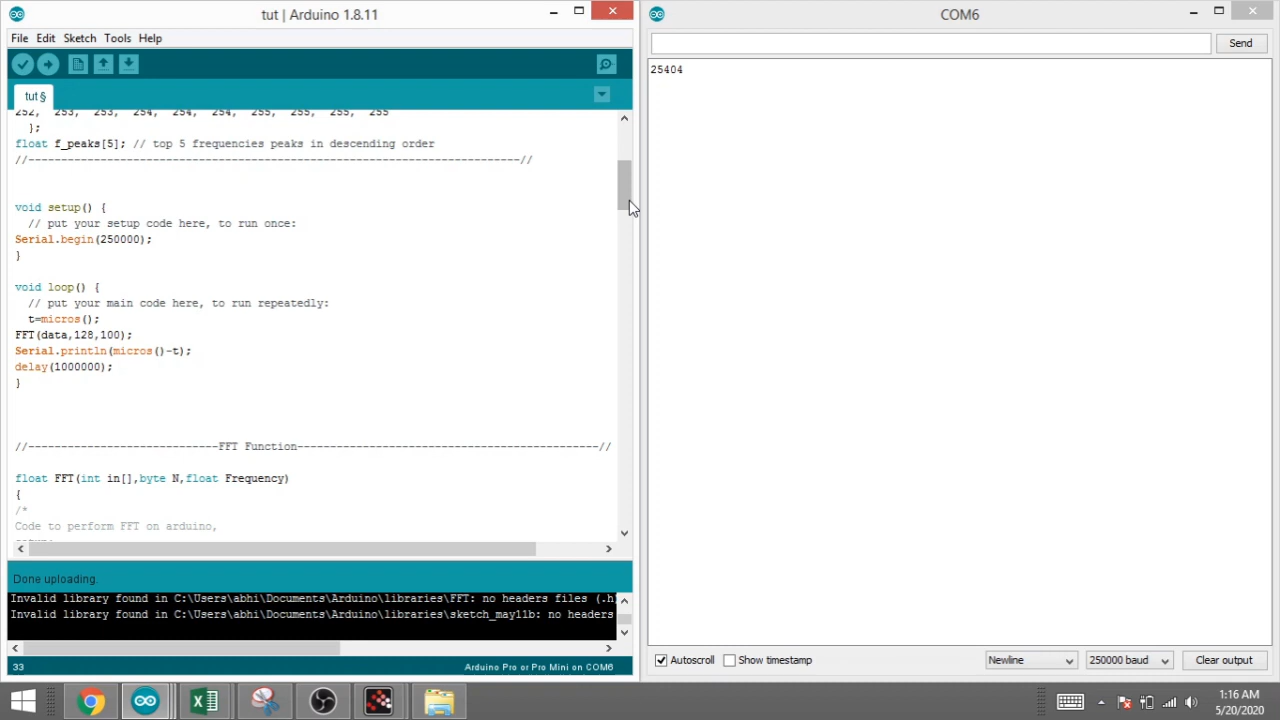 tut | Arduino 1.8.11
File Edit Sketch Tools Help
tut §
252, 253, 253, 254, 254, 254, 255, 255, 255, 255
};
float f_peaks[5]; // top 5 frequencies peaks in descending order
//-----------------------------------------------------------------------------//
void setup() {
// put your setup code here, to run once:
Serial.begin(250000);
}
void loop() {
// put your main code here, to run repeatedly:
t=micros();
FFT(data,128,100);
Serial.println(micros()-t);
delay(1000000);
}
//-----------------------------FFT Function----------------------------------------------//
float FFT(int in[],byte N,float Frequency)
{
/*
Code to perform FFT on arduino,
Done uploading.
Invalid library found in C:\Users\abhi\Documents\Arduino\libraries\FFT: no headers files (.h
Invalid library found in C:\Users\abhi\Documents\Arduino\libraries\sketch_may11b: no headers
33
Arduino Pro or Pro Mini on COM6
COM6
Send
25404
Autoscroll Show timestamp
Newline
250000 baud
Clear output
1:16 AM
5/20/2020